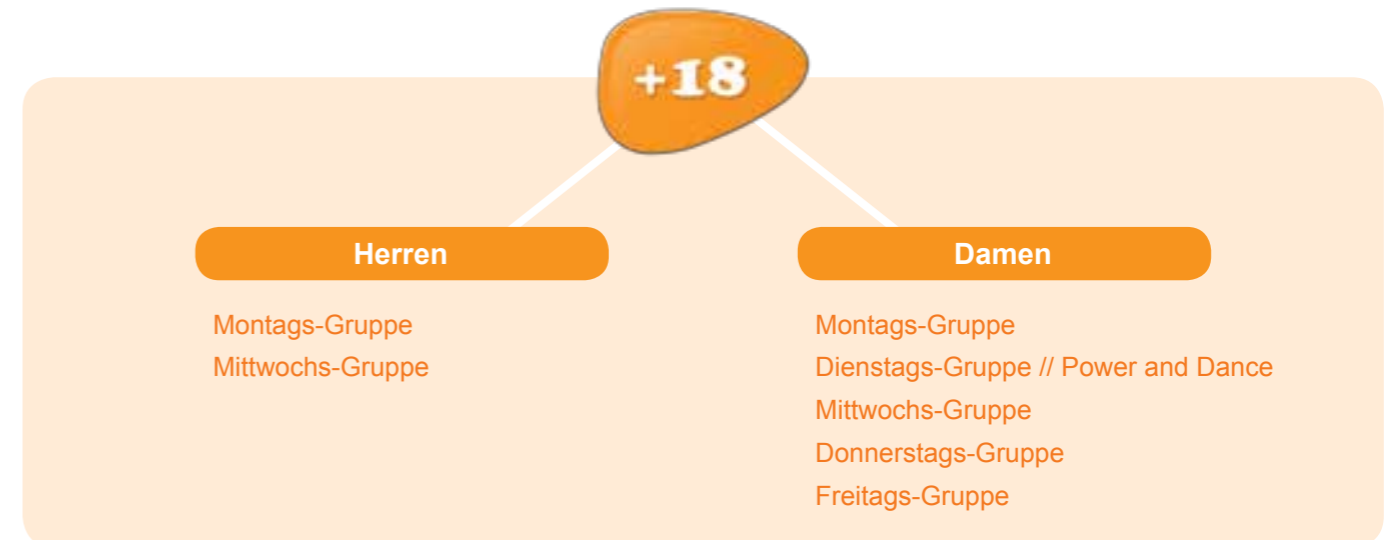 +18
Herren
Montags-Gruppe
Mittwochs-Gruppe
Damen
Montags-Gruppe
Dienstags-Gruppe // Power and Dance
Mittwochs-Gruppe
Donnerstags-Gruppe
Freitags-Gruppe